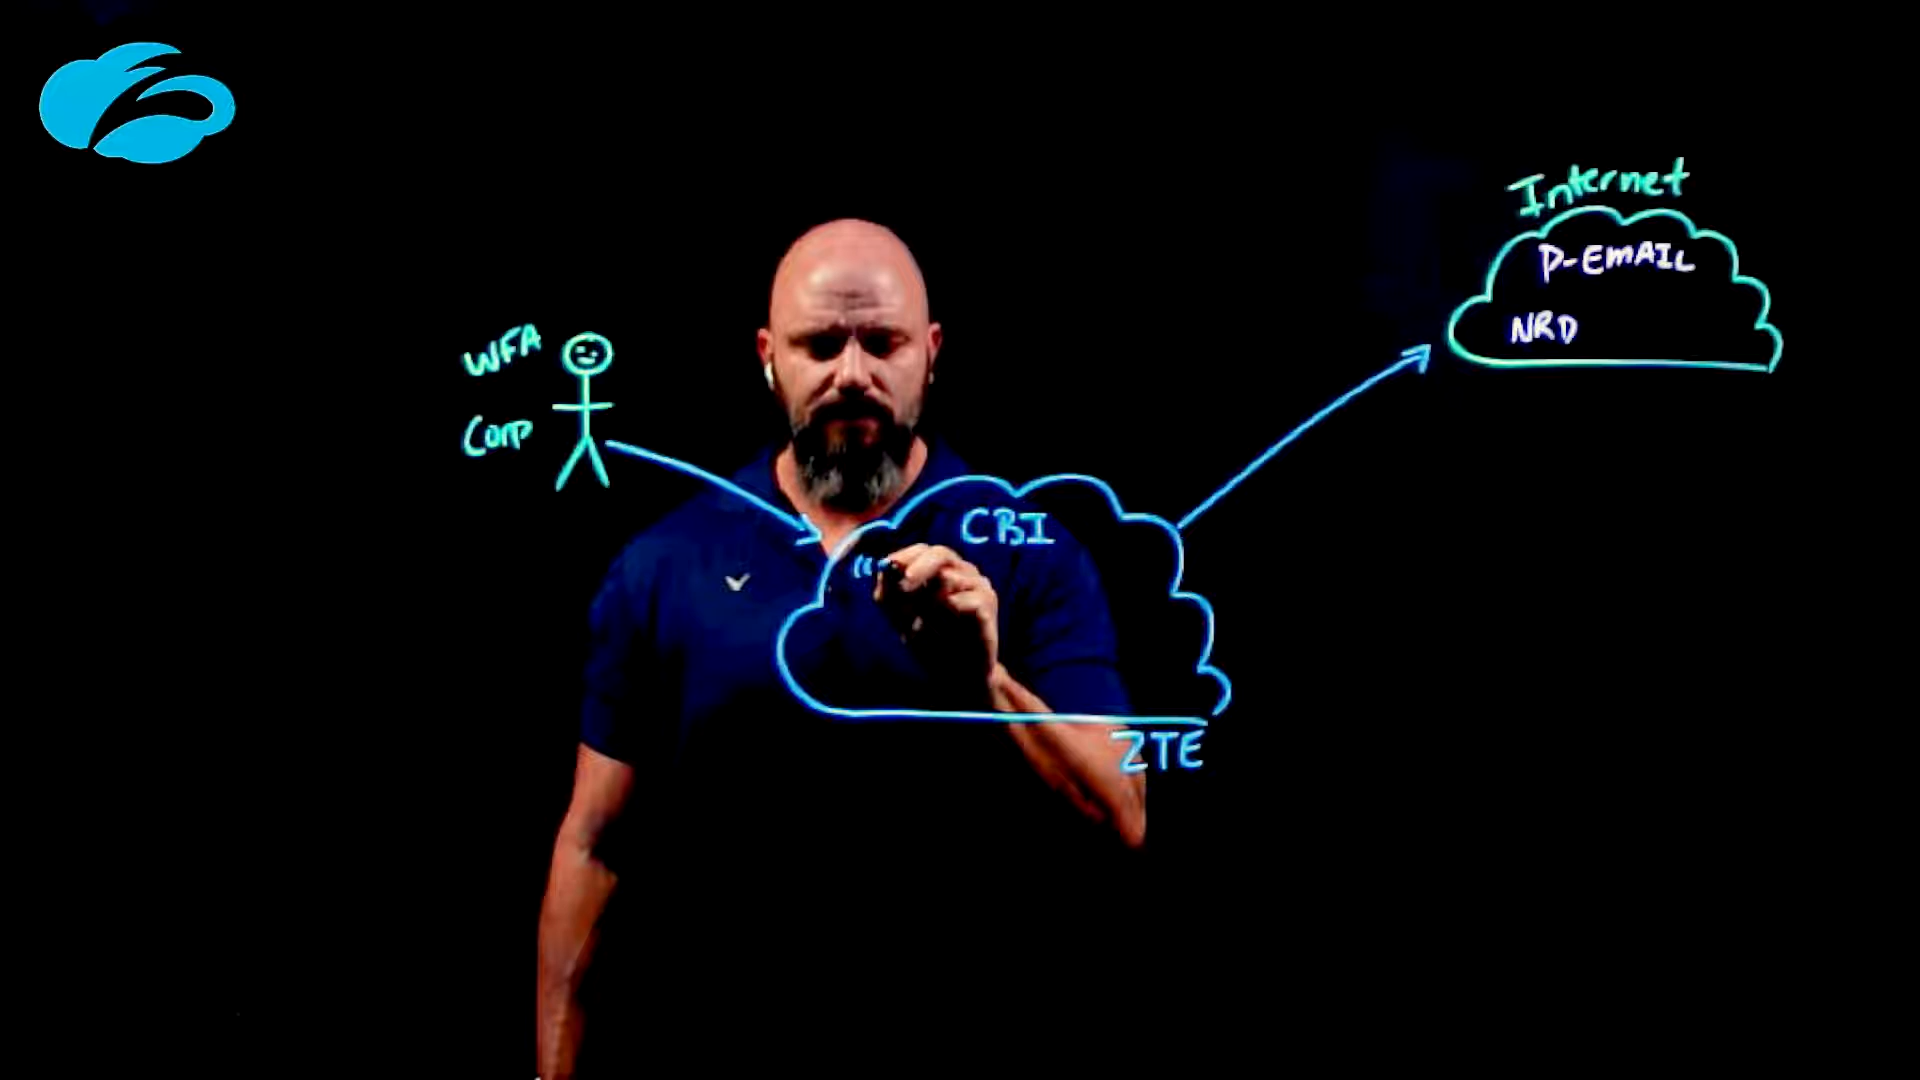 Internet
P-EMAIL
NRD
WFA
Corp
CBI
ZTE